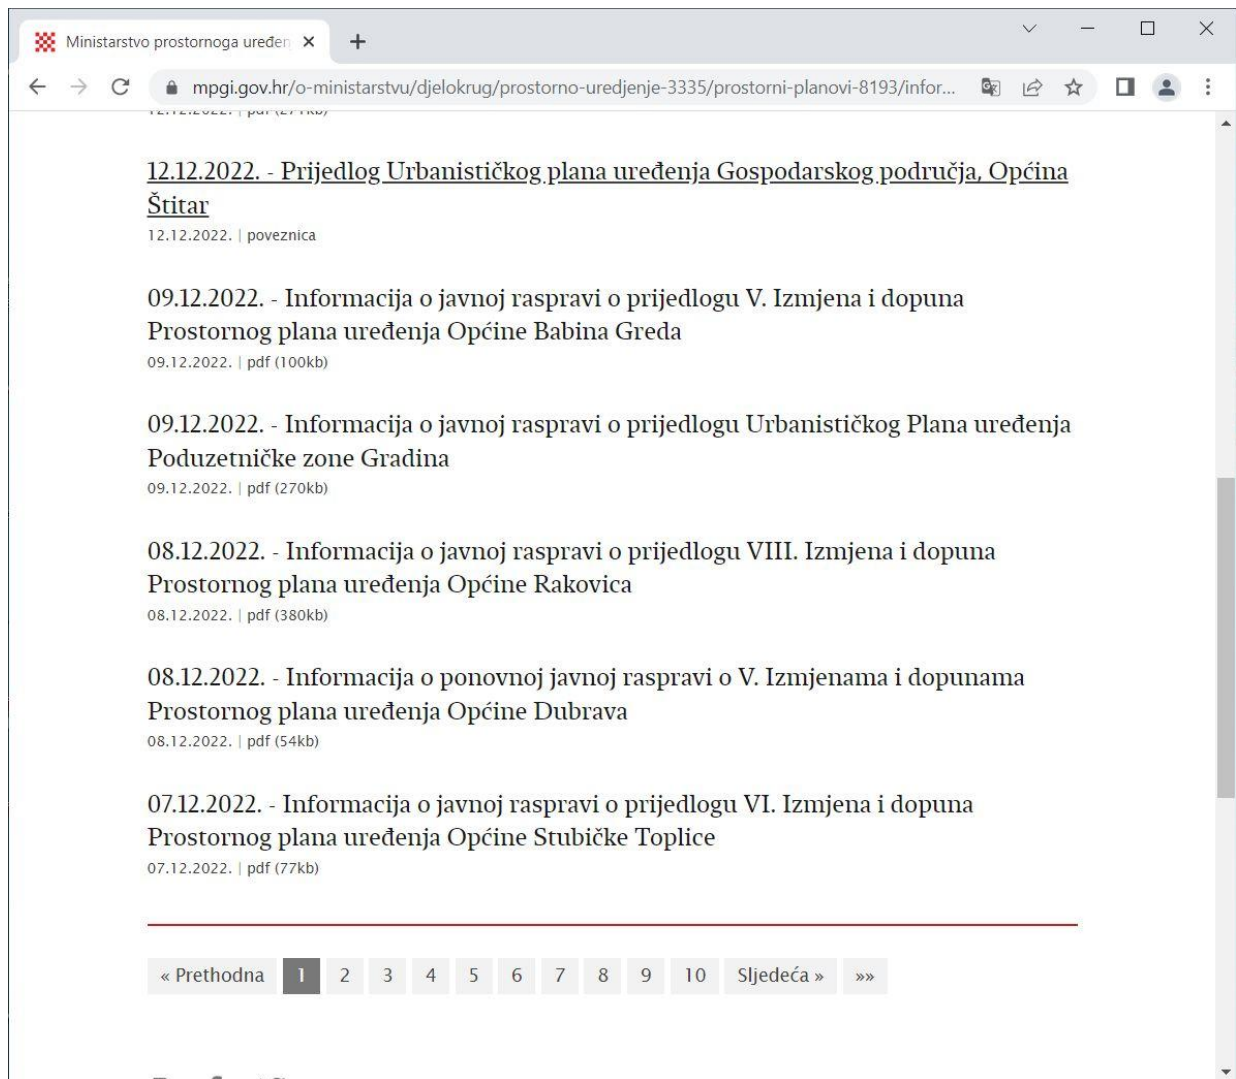 Ministarstvo prostornoga uređen
mpgi.gov.hr/o-ministarstvu/djelokrug/prostorno-uredjenje-3335/prostorni-planovi-8193/infor...
12.12.2022. | pdf (271kb)
12.12.2022. - Prijedlog Urbanističkog plana uređenja Gospodarskog područja, Općina
Štitar
12.12.2022. | poveznica
09.12.2022. - Informacija o javnoj raspravi o prijedlogu V. Izmjena i dopuna
Prostornog plana uređenja Općine Babina Greda
09.12.2022. | pdf (100kb)
09.12.2022. - Informacija o javnoj raspravi o prijedlogu Urbanističkog Plana uređenja
Poduzetničke zone Gradina
09.12.2022. | pdf (270kb)
08.12.2022. - Informacija o javnoj raspravi o prijedlogu VIII. Izmjena i dopuna
Prostornog plana uređenja Općine Rakovica
08.12.2022. | pdf (380kb)
08.12.2022. - Informacija o ponovnoj javnoj raspravi o V. Izmjenama i dopunama
Prostornog plana uređenja Općine Dubrava
08.12.2022. | pdf (54kb)
07.12.2022. - Informacija o javnoj raspravi o prijedlogu VI. Izmjena i dopuna
Prostornog plana uređenja Općine Stubičke Toplice
07.12.2022. | pdf (77kb)
« Prethodna 1 2 3 4 5 6 7 8 9 10 Sljedeća » »»